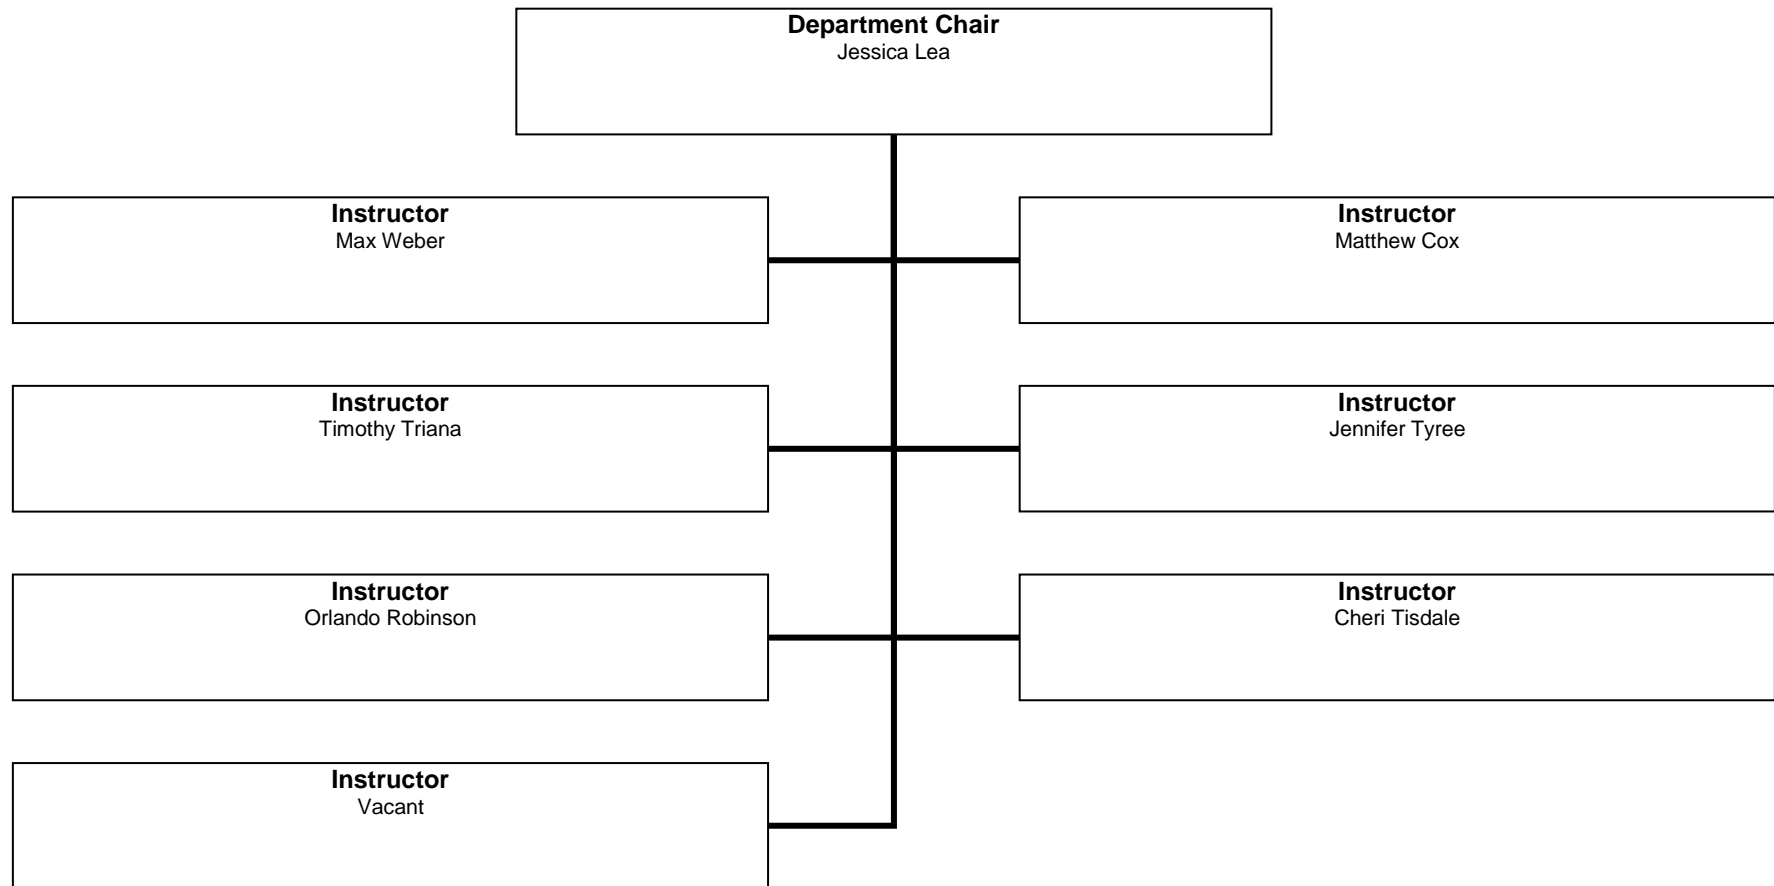 Department Chair
Jessica Lea
Instructor
Max Weber
Instructor
Matthew Cox
Instructor
Timothy Triana
Instructor
Jennifer Tyree
Instructor
Orlando Robinson
Instructor
Cheri Tisdale
Instructor
Vacant